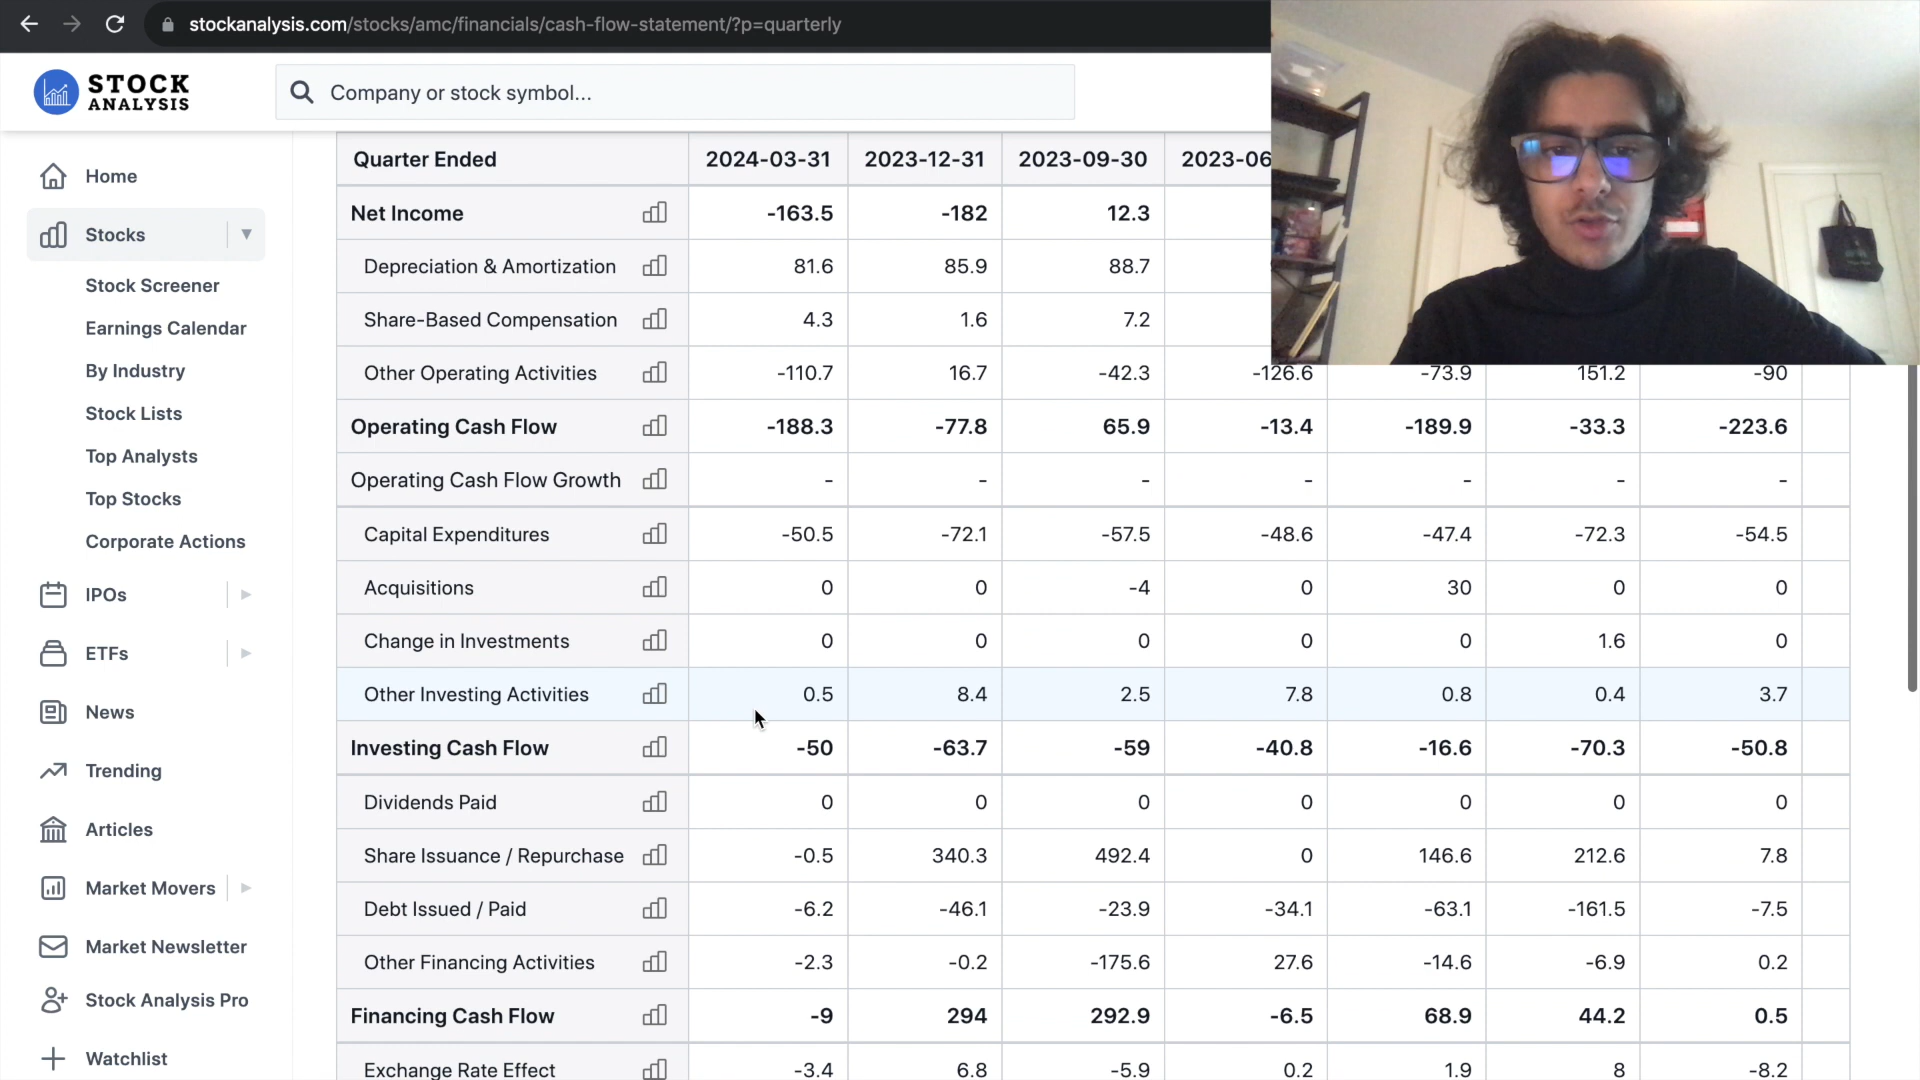 stockanalysis.com/stocks/amc/financials/cash-flow-statement/?p=quarterly
STOCK
ANALYSIS
Company or stock symbol...
Home
Stocks
Stock Screener
Earnings Calendar
By Industry
Stock Lists
Top Analysts
Top Stocks
Corporate Actions
IPOs
ETFs
News
Trending
Articles
Market Movers
Market Newsletter
Stock Analysis Pro
Watchlist
Quarter Ended 2024-03-31 2023-12-31 2023-09-30 2023-06
Net Income -163.5 -182 12.3
Depreciation & Amortization 81.6 85.9 88.7
Share-Based Compensation 4.3 1.6 7.2
Other Operating Activities -110.7 16.7 -42.3 -126.6 -73.9 151.2 -90
Operating Cash Flow -188.3 -77.8 65.9 -13.4 -189.9 -33.3 -223.6
Operating Cash Flow Growth - - - - - - -
Capital Expenditures -50.5 -72.1 -57.5 -48.6 -47.4 -72.3 -54.5
Acquisitions 0 0 -4 0 30 0 0
Change in Investments 0 0 0 0 0 1.6 0
Other Investing Activities 0.5 8.4 2.5 7.8 0.8 0.4 3.7
Investing Cash Flow -50 -63.7 -59 -40.8 -16.6 -70.3 -50.8
Dividends Paid 0 0 0 0 0 0 0
Share Issuance / Repurchase -0.5 340.3 492.4 0 146.6 212.6 7.8
Debt Issued / Paid -6.2 -46.1 -23.9 -34.1 -63.1 -161.5 -7.5
Other Financing Activities -2.3 -0.2 -175.6 27.6 -14.6 -6.9 0.2
Financing Cash Flow -9 294 292.9 -6.5 68.9 44.2 0.5
Exchange Rate Effect -3.4 6.8 -5.9 0.2 1.9 8 -8.2